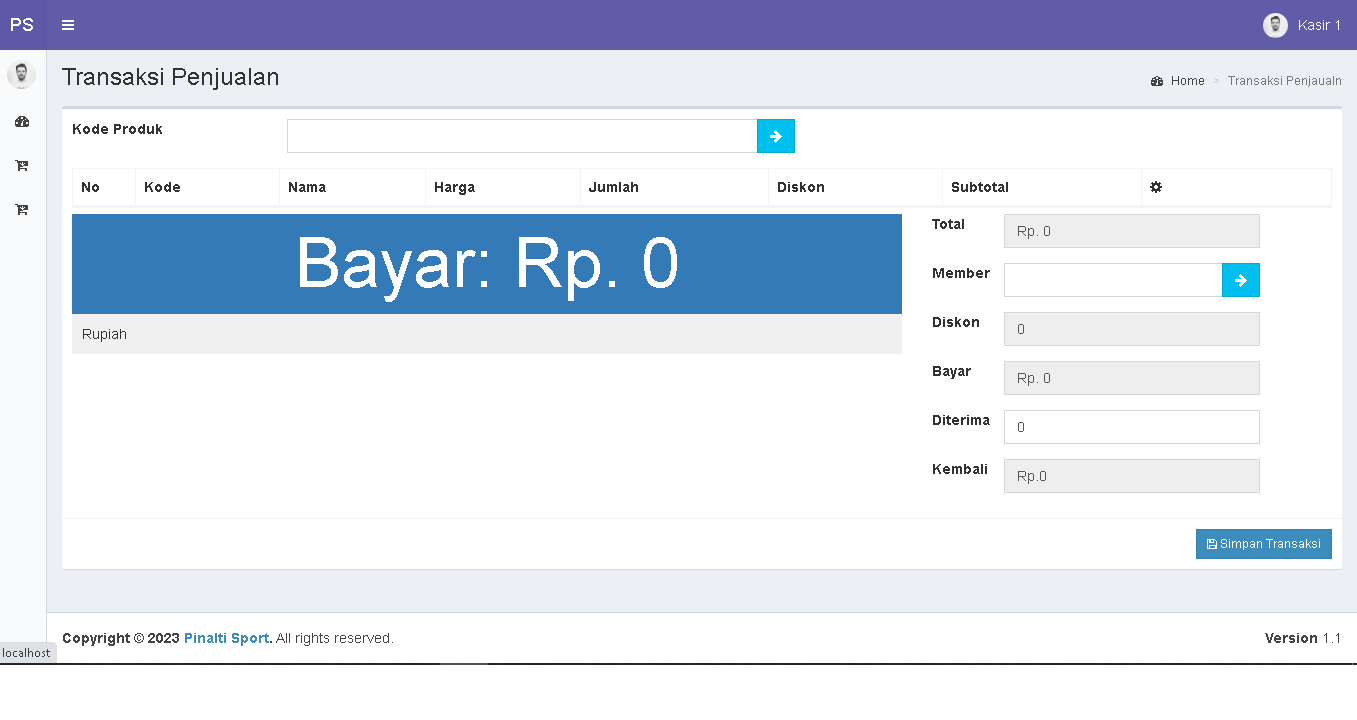 PS
Kasir 1
Transaksi Penjualan
Home > Transaksi Penjaualn
Kode Produk
No Kode Nama Harga Jumlah Diskon Subtotal
Bayar: Rp. 0
Rupiah
Total Rp. 0
Member
Diskon 0
Bayar Rp. 0
Diterima 0
Kembali Rp.0
Simpan Transaksi
Copyright © 2023 Pinalti Sport. All rights reserved.
Version 1.1
localhost